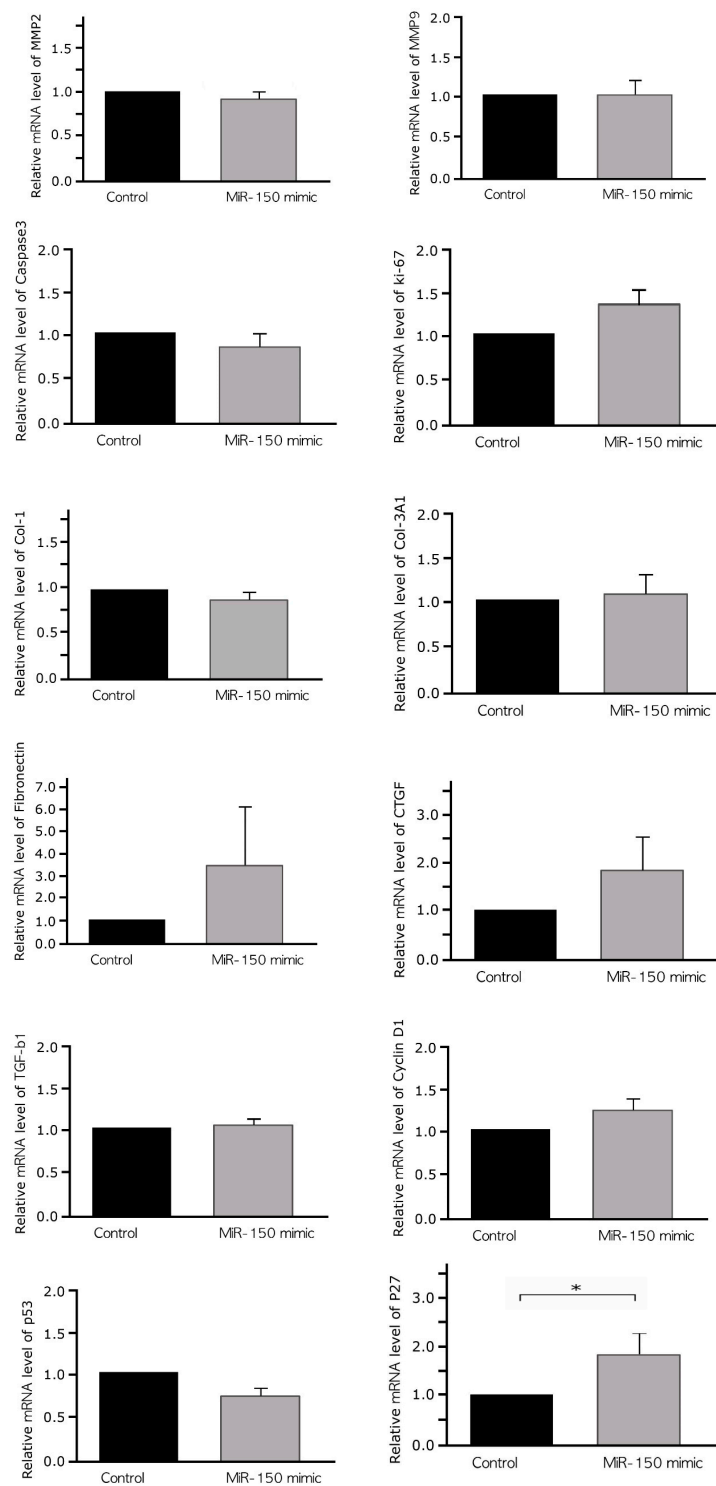 Relative mRNA level of MMP2
1.5
1.0
0.5
0.0
Control
MiR-150 mimic
Relative mRNA level of MMP9
2.0
1.5
1.0
0.5
0.0
Control
MiR-150 mimic
Relative mRNA level of Caspase3
2.0
1.5
1.0
0.5
0.0
Control
MiR-150 mimic
Relative mRNA level of ki-67
2.0
1.5
1.0
0.5
0.0
Control
MiR-150 mimic
Relative mRNA level of Col-1
1.5
1.0
0.5
0.0
Control
MiR-150 mimic
Relative mRNA level of Col-3A1
2.0
1.5
1.0
0.5
0.0
Control
MiR-150 mimic
Relative mRNA level of Fibronectin
7.0
6.0
5.0
4.0
3.0
2.0
1.0
0.0
Control
MiR-150 mimic
Relative mRNA level of CTGF
3.0
2.0
1.0
0.0
Control
MiR-150 mimic
Relative mRNA level of TGF-b1
2.0
1.5
1.0
0.5
0.0
Control
MiR-150 mimic
Relative mRNA level of Cyclin D1
2.0
1.5
1.0
0.5
0.0
Control
MiR-150 mimic
Relative mRNA level of p53
2.0
1.5
1.0
0.5
0.0
Control
MiR-150 mimic
Relative mRNA level of P27
3.0
2.0
1.0
0.0
*
Control
MiR-150 mimic